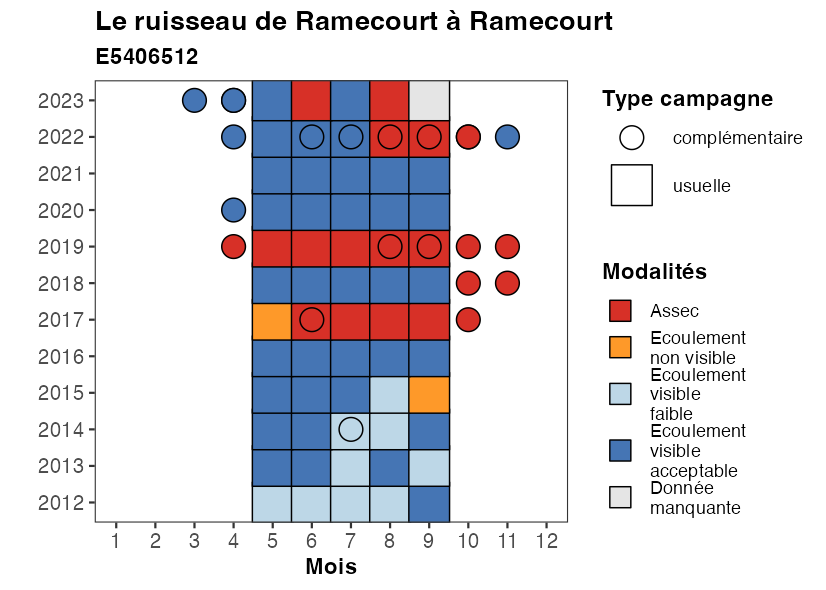 Le ruisseau de Ramecourt à Ramecourt
E5406512
2023
2022
2021
2020
2019
2018
2017
2016
2015
2014
2013
2012
1 2 3 4 5 6 7 8 9 10 11 12
Mois
Type campagne
complémentaire
usuelle
Modalités
Assec
Ecoulement
non visible
Ecoulement
visible
faible
Ecoulement
visible
acceptable
Donnée
manquante